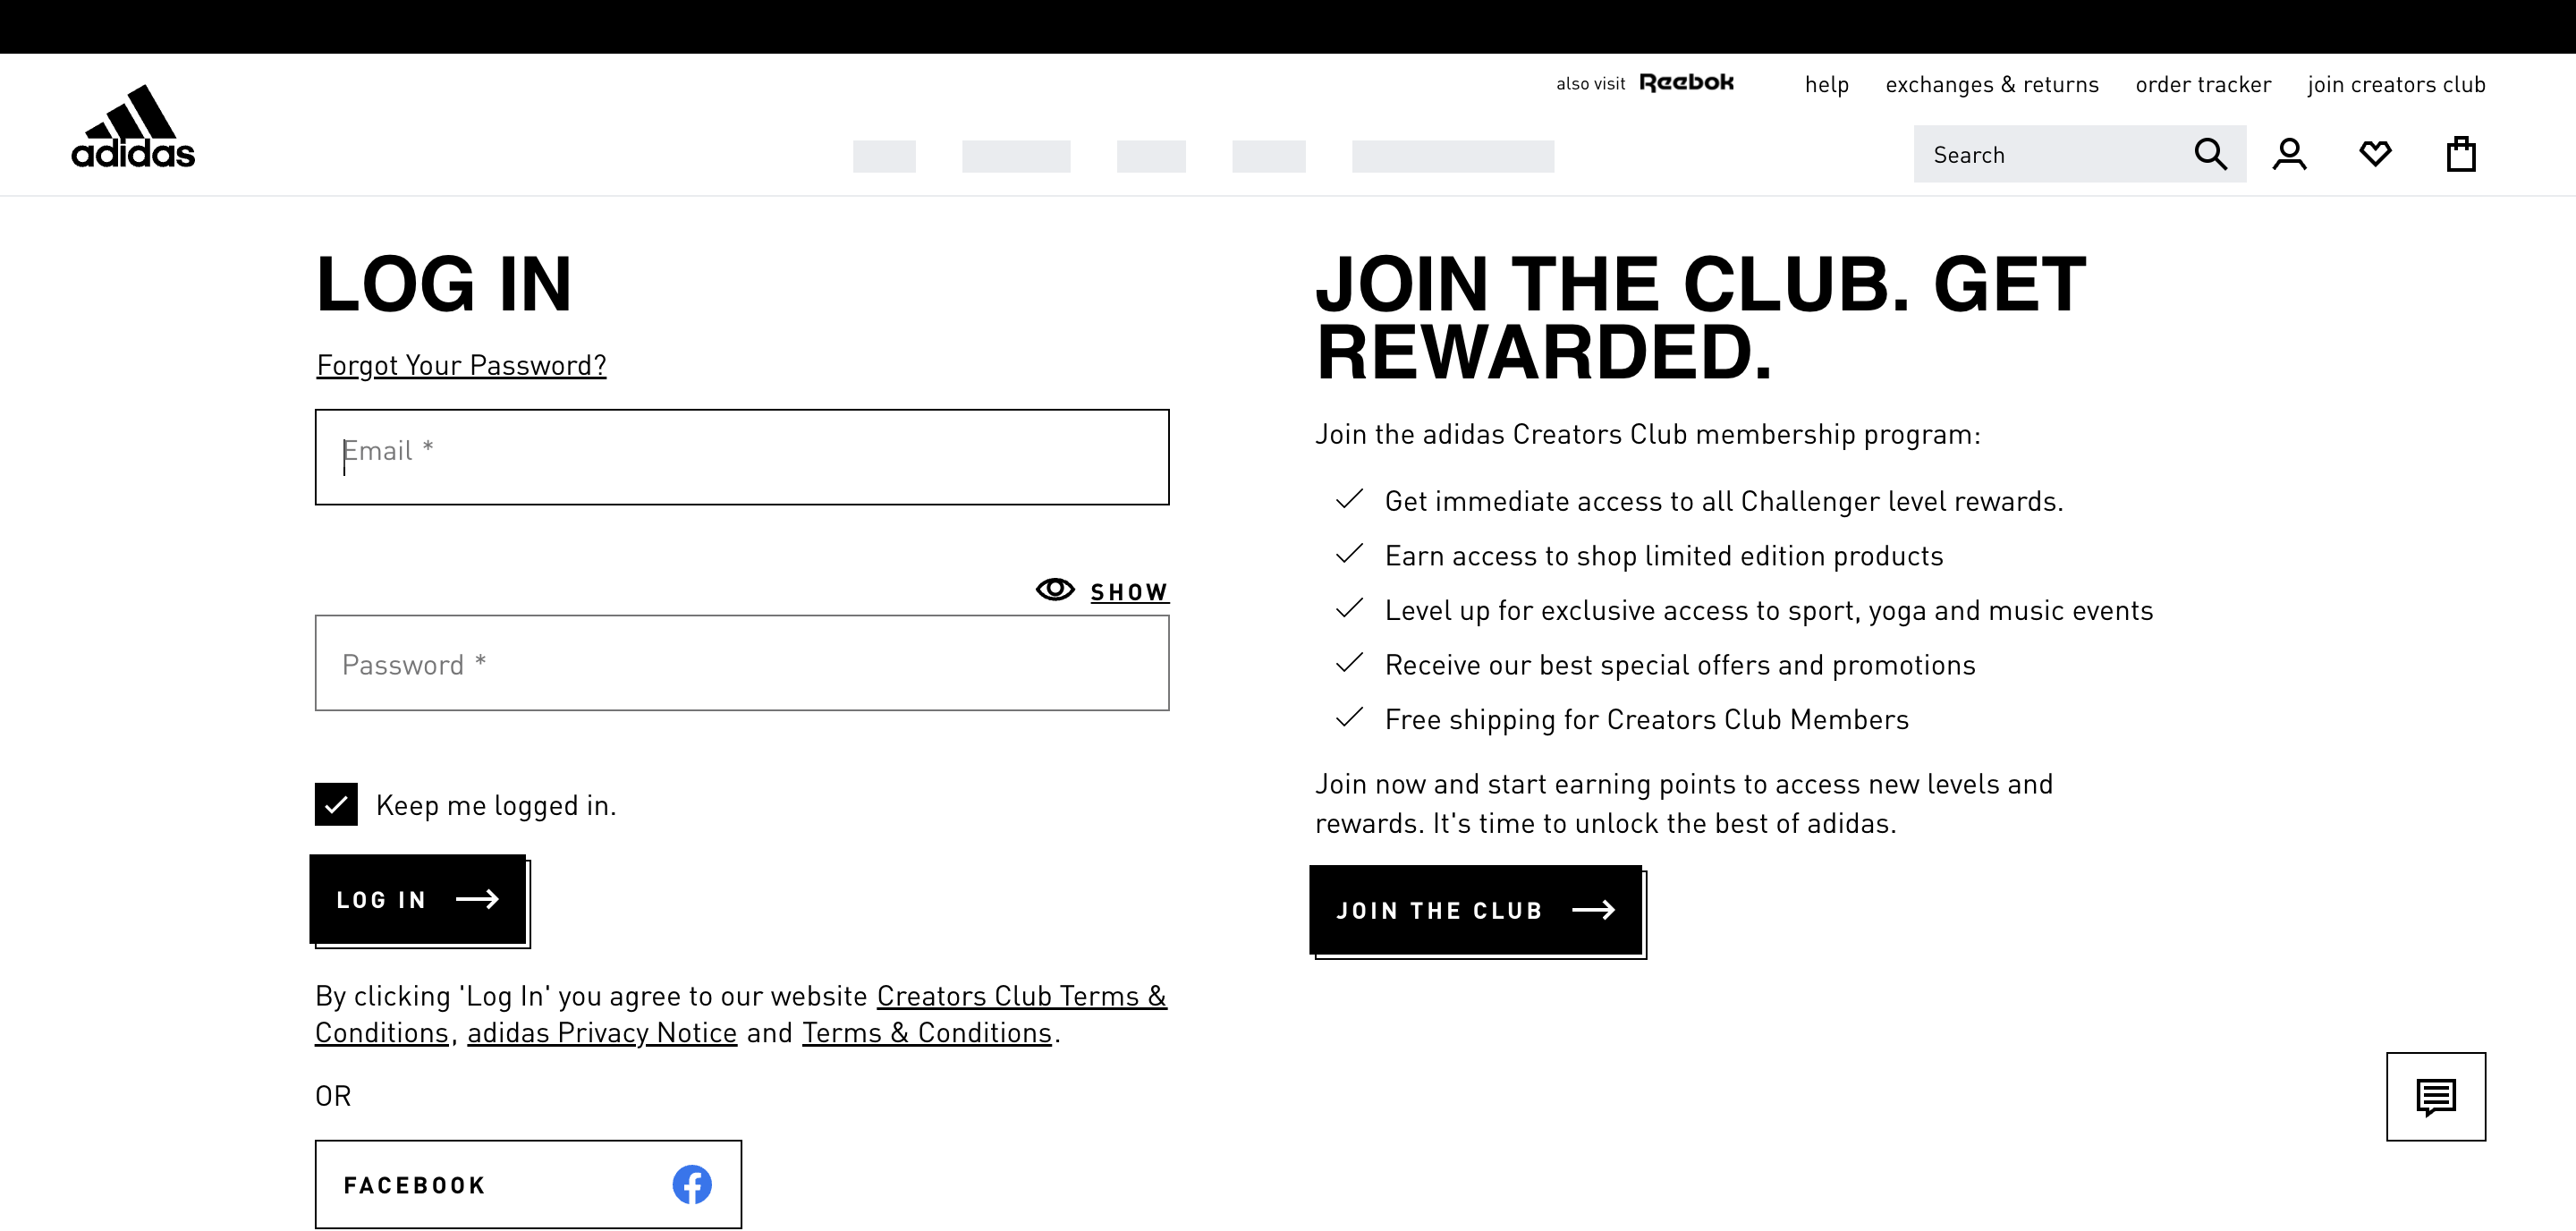 also visit Reebok help exchanges & returns order tracker join creators club
adidas
Search
LOG IN
Forgot Your Password?
Email *
SHOW
Password *
Keep me logged in.
LOG IN
By clicking 'Log In' you agree to our website Creators Club Terms &
Conditions, adidas Privacy Notice and Terms & Conditions.
OR
FACEBOOK
JOIN THE CLUB. GET
REWARDED.
Join the adidas Creators Club membership program:
Get immediate access to all Challenger level rewards.
Earn access to shop limited edition products
Level up for exclusive access to sport, yoga and music events
Receive our best special offers and promotions
Free shipping for Creators Club Members
Join now and start earning points to access new levels and
rewards. It's time to unlock the best of adidas.
JOIN THE CLUB